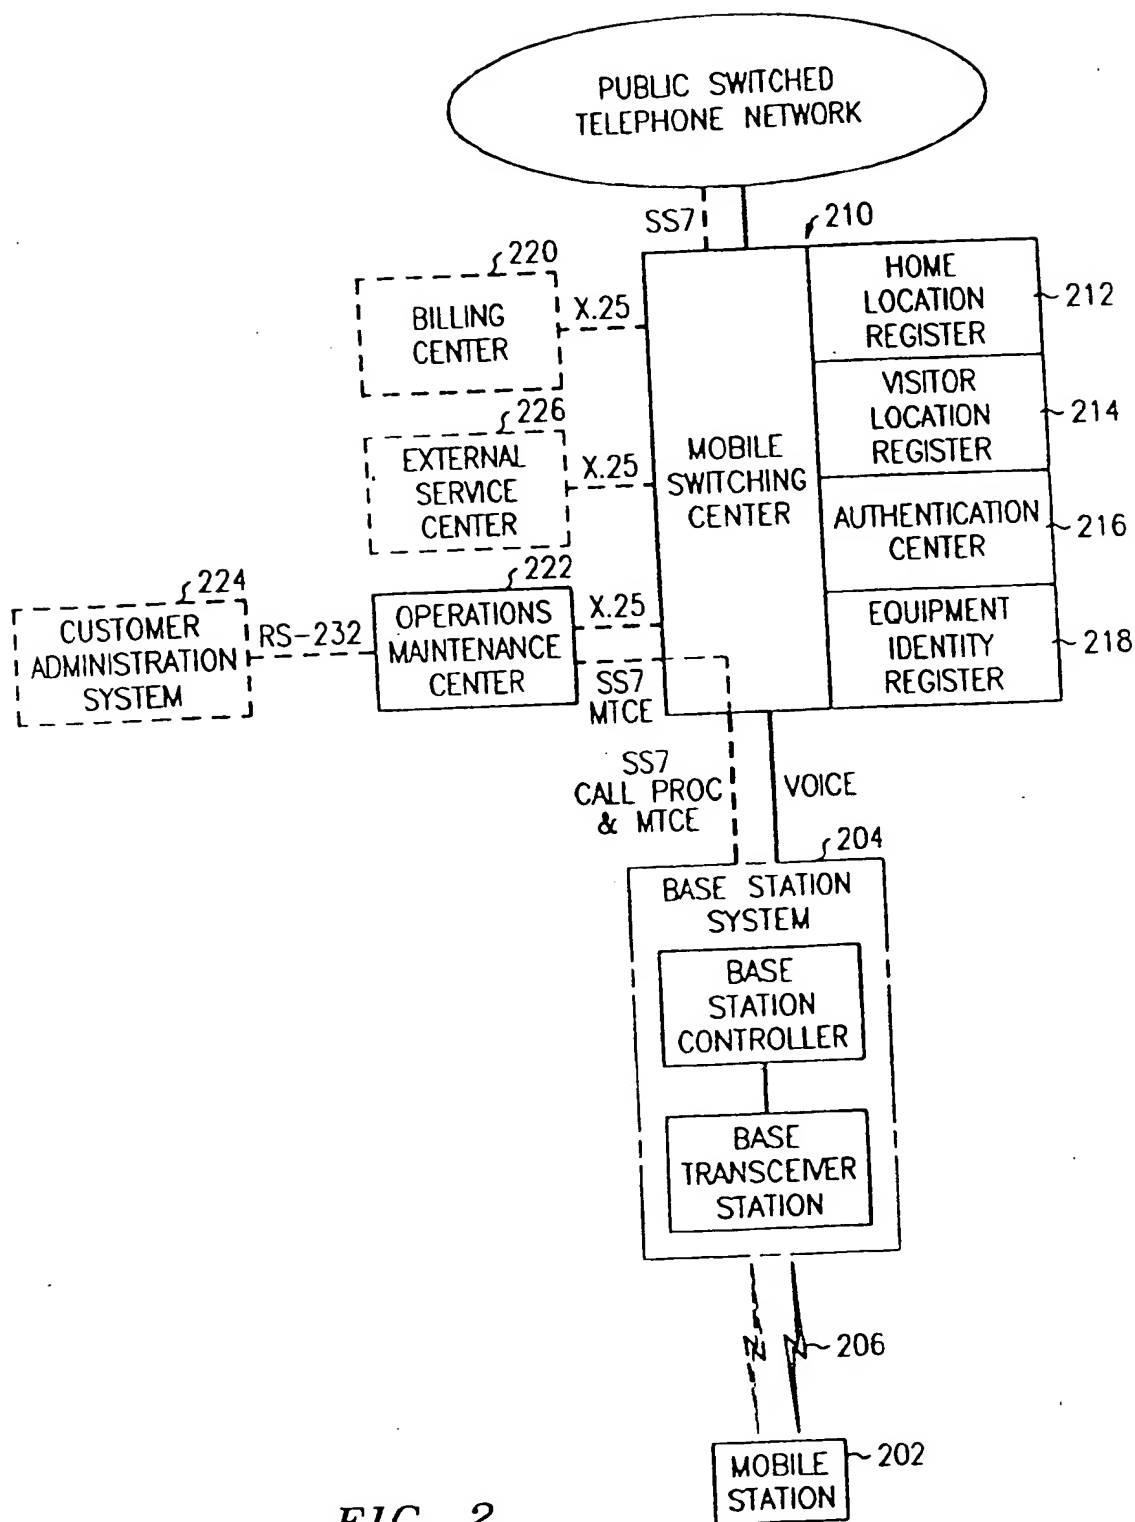 PUBLIC SWITCHED
TELEPHONE NETWORK
SS7
210
220
BILLING
CENTER
X.25
HOME
LOCATION
REGISTER
212
226
EXTERNAL
SERVICE
CENTER
X.25
MOBILE
SWITCHING
CENTER
VISITOR
LOCATION
REGISTER
214
AUTHENTICATION
CENTER
216
224
CUSTOMER
ADMINISTRATION
SYSTEM
RS-232
222
OPERATIONS
MAINTENANCE
CENTER
X.25
SS7
MTCE
EQUIPMENT
IDENTITY
REGISTER
218
SS7
CALL PROC
& MTCE
VOICE
204
BASE STATION
SYSTEM
BASE
STATION
CONTROLLER
BASE
TRANSCEIVER
STATION
206
MOBILE
STATION
202
FIG. 2